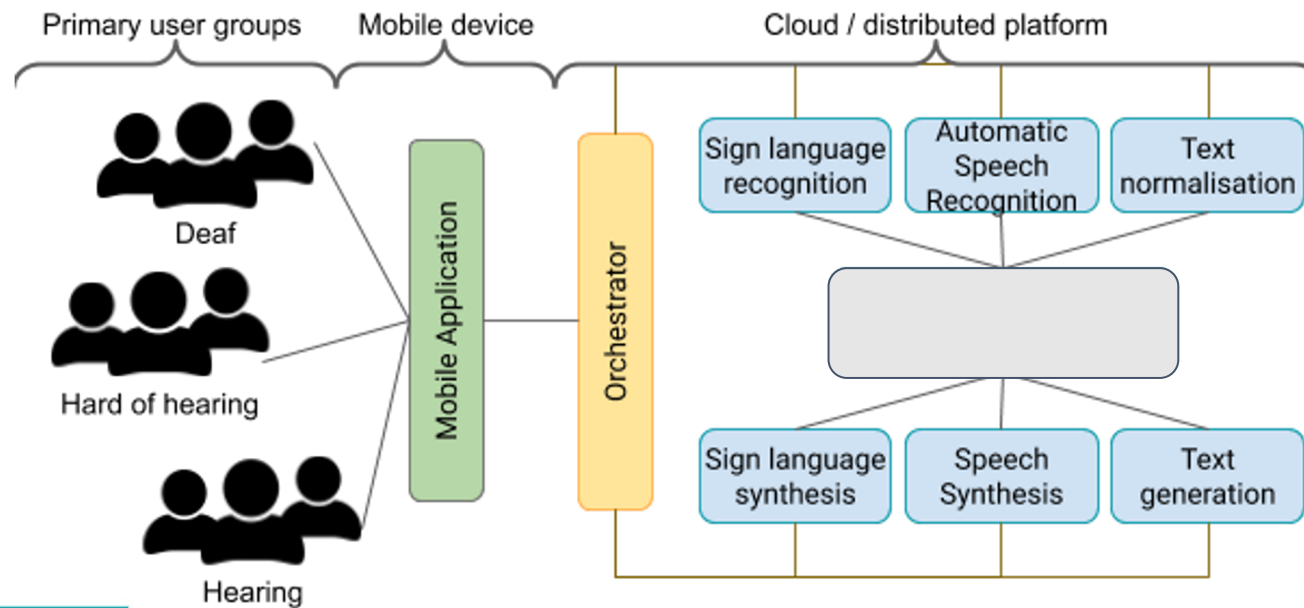 Primary user groups
Mobile device
Cloud / distributed platform
Deaf
Hard of hearing
Hearing
Mobile Application
Orchestrator
Sign language
recognition
Automatic
Speech
Recognition
Text
normalisation
Sign language
synthesis
Speech
Synthesis
Text
generation